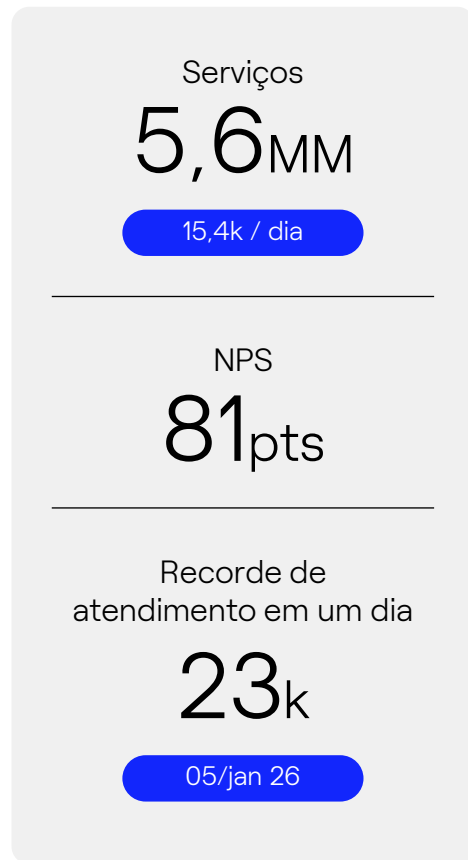 Serviços
5,6MM
15,4k / dia
NPS
81pts
Recorde de
atendimento em um dia
23k
05/jan 26